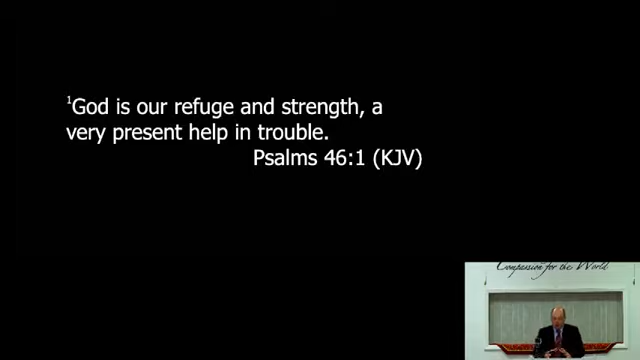 ¹God is our refuge and strength, a
very present help in trouble.
Psalms 46:1 (KJV)
Compassion for the World